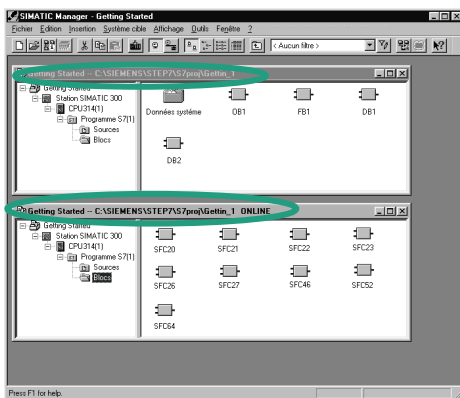 SIMATIC Manager - Getting Started
Fichier Edition Insertion Système cible Affichage Outils Fenêtre ?
< Aucun filtre >
Getting Started -- C:\SIEMENS\STEP7\S7proj\Gettin_1
Getting Started
Station SIMATIC 300
CPU314(1)
Programme S7(1)
Sources
Blocs
Données système OB1 FB1 DB1
DB2
Getting Started -- C:\SIEMENS\STEP7\S7proj\Gettin_1 ONLINE
Getting Started
Station SIMATIC 300
CPU314(1)
Programme S7(1)
Sources
Blocs
SFC20 SFC21 SFC22 SFC23
SFC26 SFC27 SFC46 SFC52
SFC64
Press F1 for help.